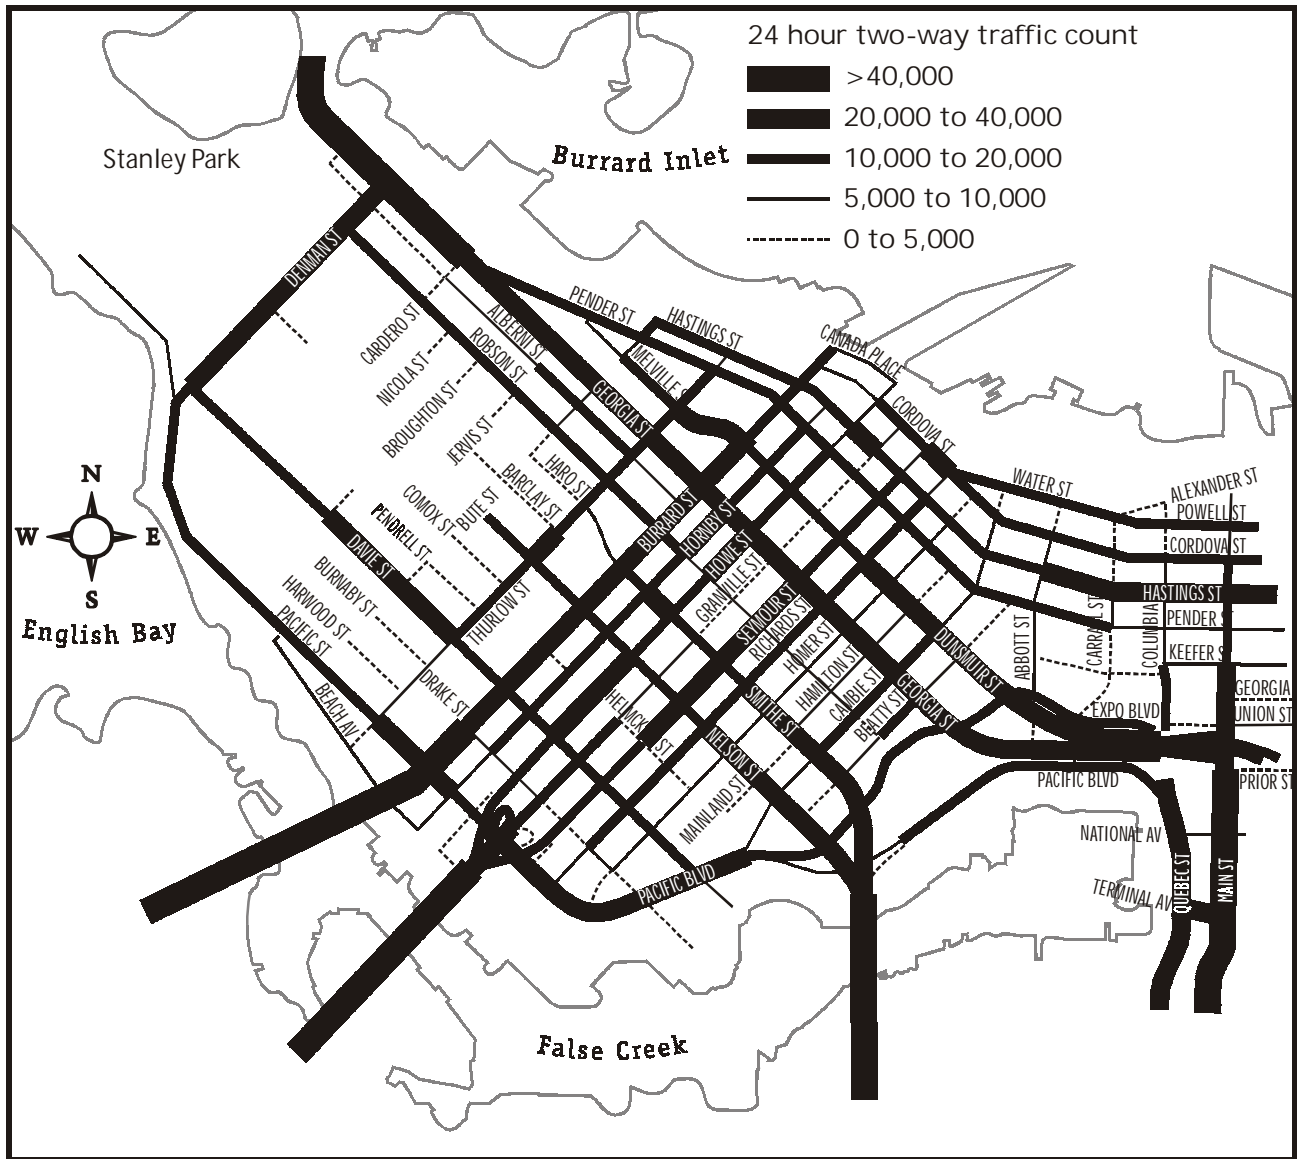 24 hour two-way traffic count
>40,000
20,000 to 40,000
10,000 to 20,000
5,000 to 10,000
0 to 5,000
Stanley Park
Burrard Inlet
DENMAN ST
PENDER ST
HASTINGS ST
CANADA PLACE
CARDERO ST
ALBERNI ST
ROBSON ST
MELVILLE S
NICOLA ST
GEORGIA ST
CORDOVA ST
BROUGHTON ST
JERVIS ST
HARO ST
BARCLAY ST
N
W
E
S
COMOX ST
BUTE ST
PENDRELL ST
DAVIE ST
BURRARD ST
HORNBY ST
HOWE ST
GRANVILLE ST
SEYMOUR ST
RICHARDS ST
HOMER ST
HAMILTON ST
CAMBIE ST
BEATTY ST
WATER ST
ALEXANDER ST
POWELL ST
CORDOVA ST
HASTINGS ST
PENDER S
KEEFER S
GEORGIA
UNION ST
PRIOR ST
ABBOTT ST
CARRALL ST
COLUMBIA
DUNSMUIR ST
GEORGIA ST
EXPO BLVD
PACIFIC BLVD
English Bay
BURNABY ST
HARWOOD ST
PACIFIC ST
THURLOW ST
BEACH AV
DRAKE ST
HELMCKEN ST
SMITHE ST
NELSON ST
MAINLAND ST
PACIFIC BLVD
NATIONAL AV
TERMINAL AV
QUEBEC ST
MAIN ST
False Creek